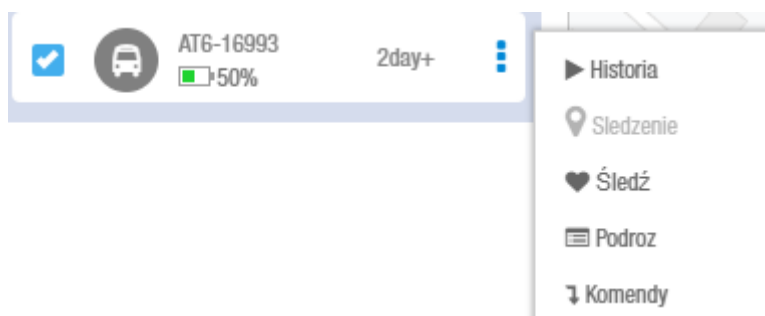 AT6-16993
50%
2day+
Historia
Sledzenie
Śledź
Podroz
Komendy